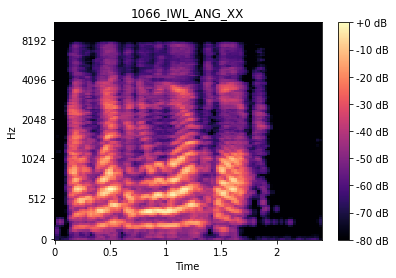 1066_IWL_ANG_XX
8192
4096
2048
1024
512
0
Hz
0
0.5
1
1.5
2
Time
+0 dB
-10 dB
-20 dB
-30 dB
-40 dB
-50 dB
-60 dB
-70 dB
-80 dB